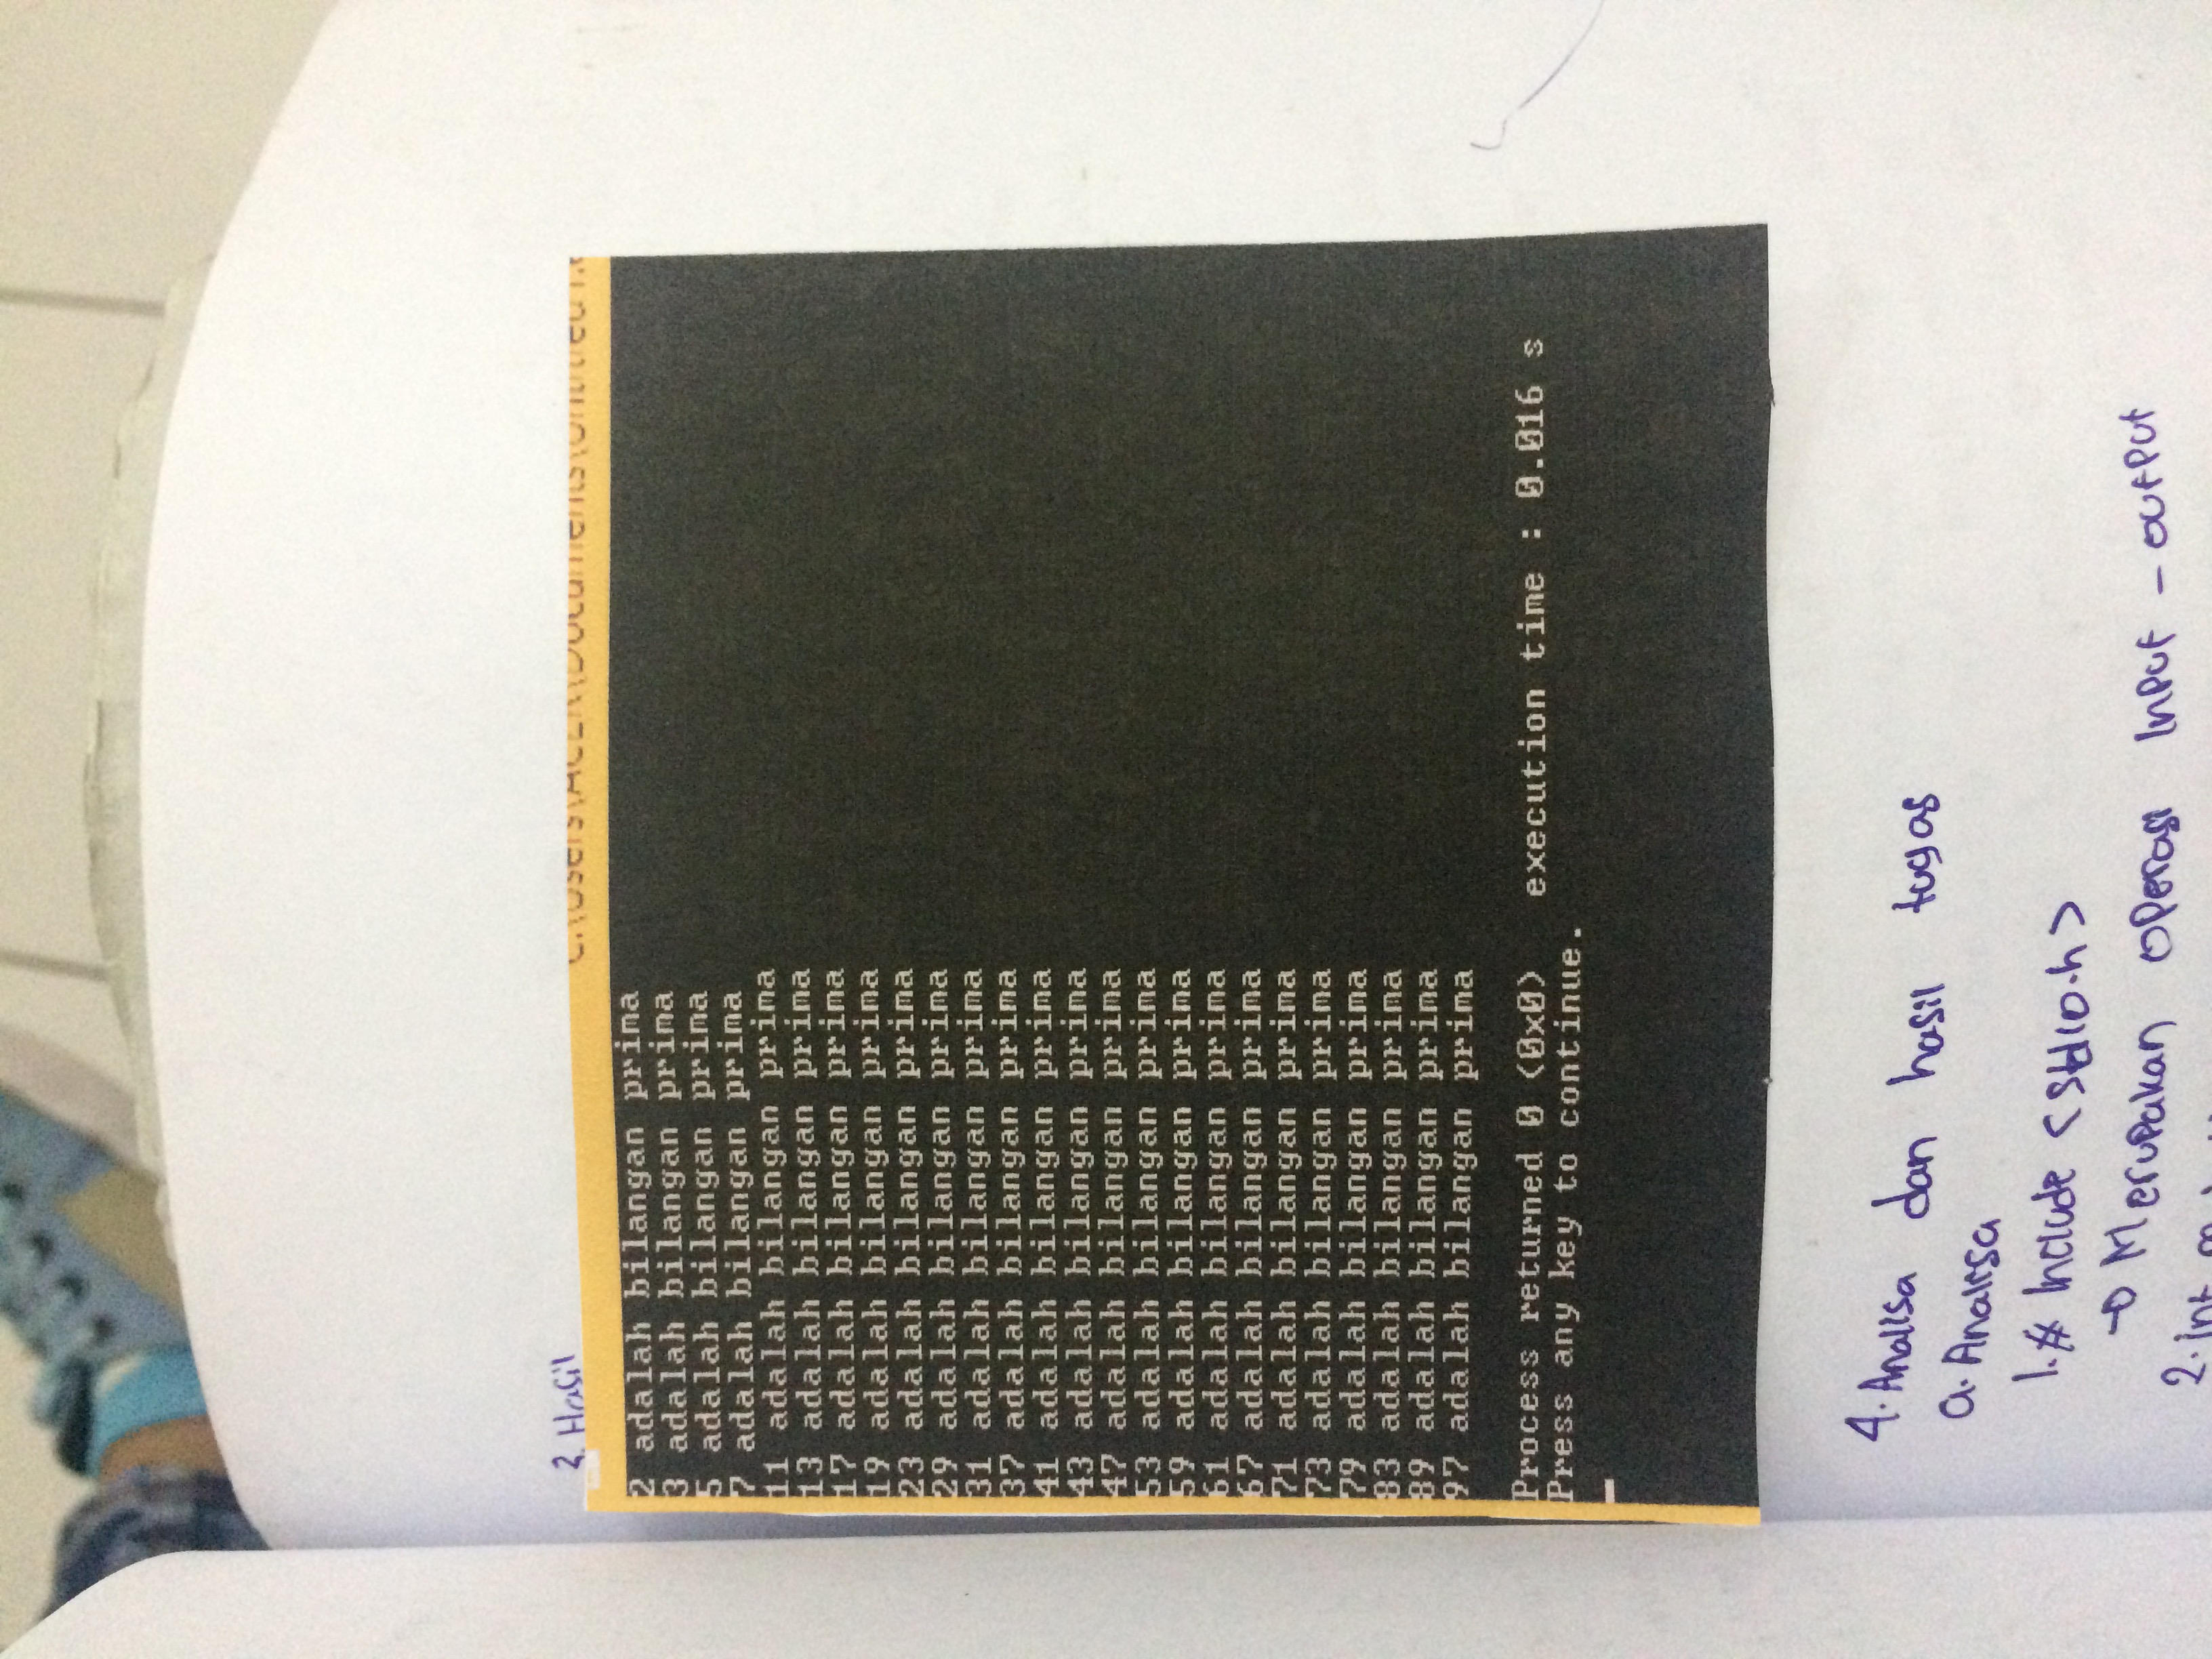 3. Hasil
C:\Users\ACER\Documents\Untitled1.e
2 adalah bilangan prima
3 adalah bilangan prima
5 adalah bilangan prima
7 adalah bilangan prima
11 adalah bilangan prima
13 adalah bilangan prima
17 adalah bilangan prima
19 adalah bilangan prima
23 adalah bilangan prima
29 adalah bilangan prima
31 adalah bilangan prima
37 adalah bilangan prima
41 adalah bilangan prima
43 adalah bilangan prima
47 adalah bilangan prima
53 adalah bilangan prima
59 adalah bilangan prima
61 adalah bilangan prima
67 adalah bilangan prima
71 adalah bilangan prima
73 adalah bilangan prima
79 adalah bilangan prima
83 adalah bilangan prima
89 adalah bilangan prima
97 adalah bilangan prima
Process returned 0 (0x0) execution time : 0.016 s
Press any key to continue.
4. Analisa dan hasil tugas
a. Analisa
1. # Include <stdio.h>
→ Merupakan operasi Input - output
2. int